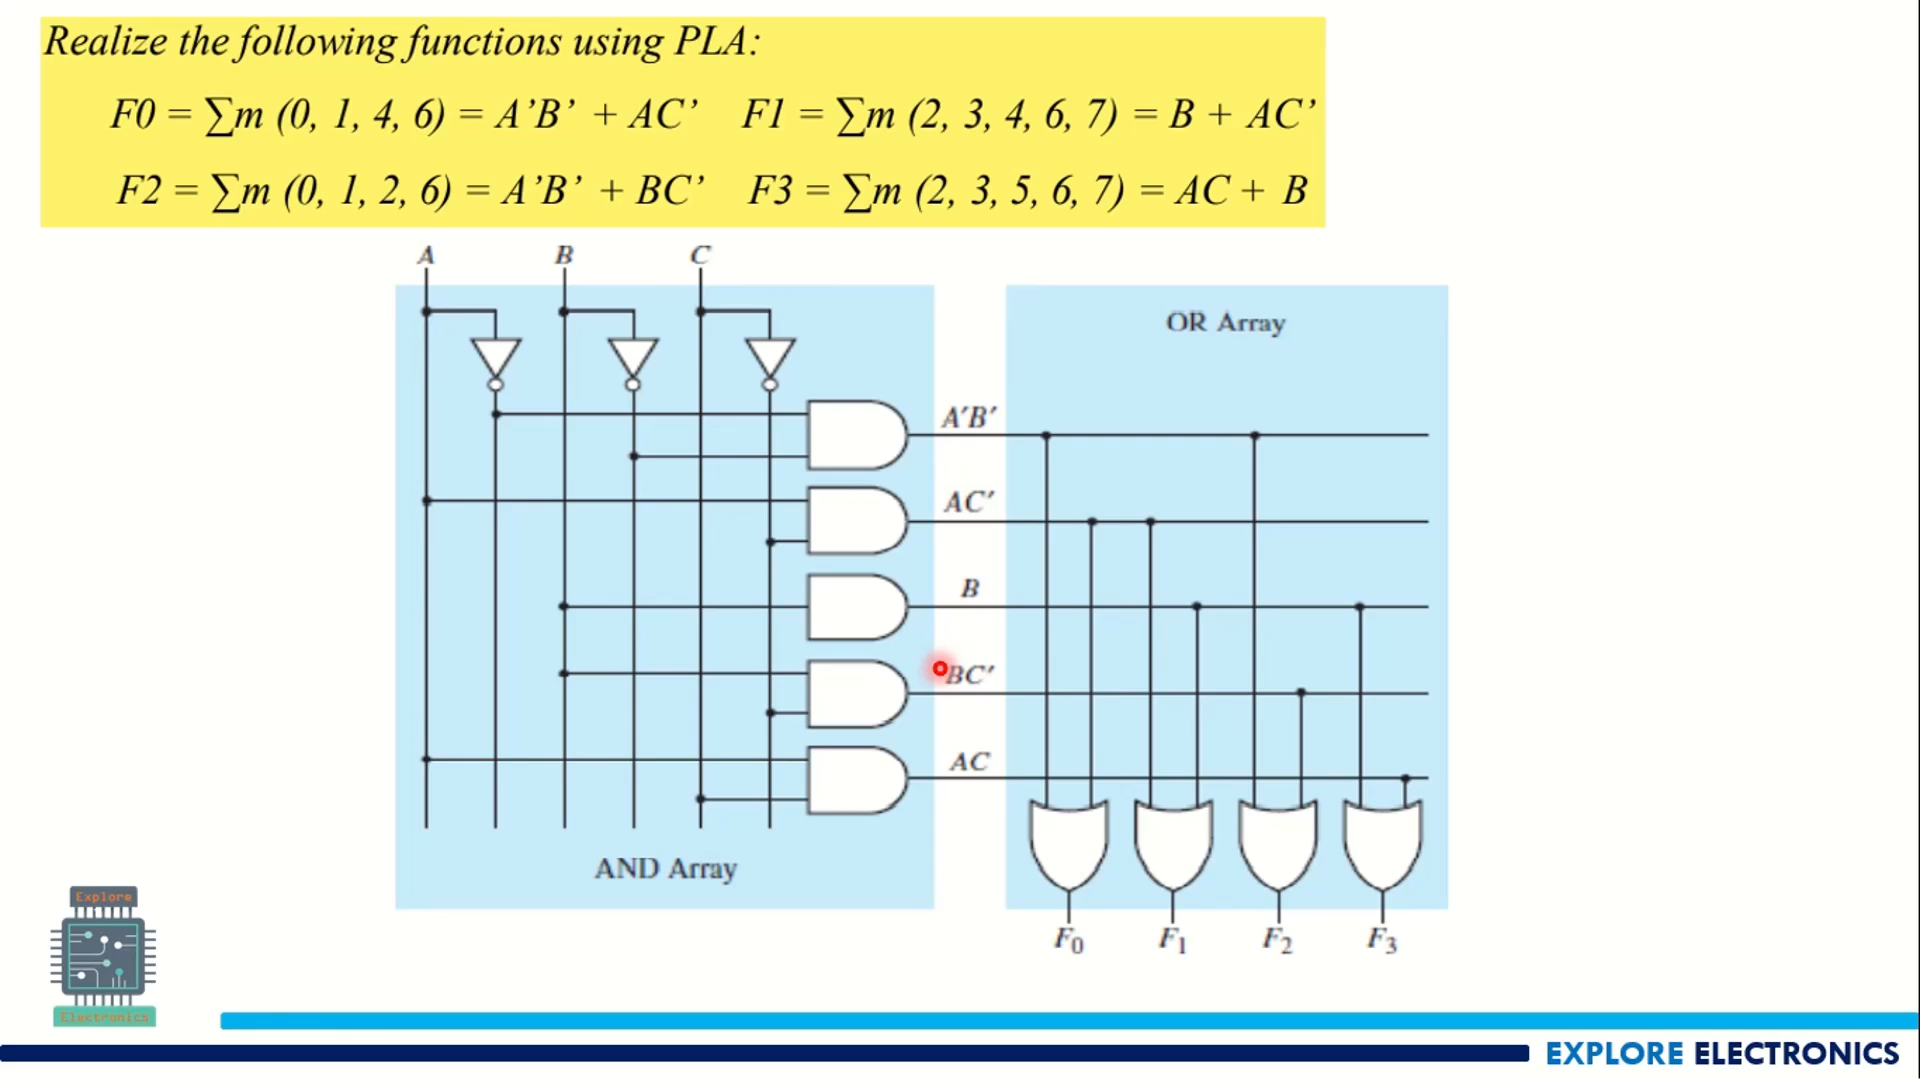 Realize the following functions using PLA:
F0 = ∑m (0, 1, 4, 6) = A’B’ + AC’ F1 = ∑m (2, 3, 4, 6, 7) = B + AC’
F2 = ∑m (0, 1, 2, 6) = A’B’ + BC’ F3 = ∑m (2, 3, 5, 6, 7) = AC + B
A B C
OR Array
A′B′
AC′
B
BC′
AC
AND Array
F₀ F₁ F₂ F₃
Explore
Electronics
EXPLORE ELECTRONICS